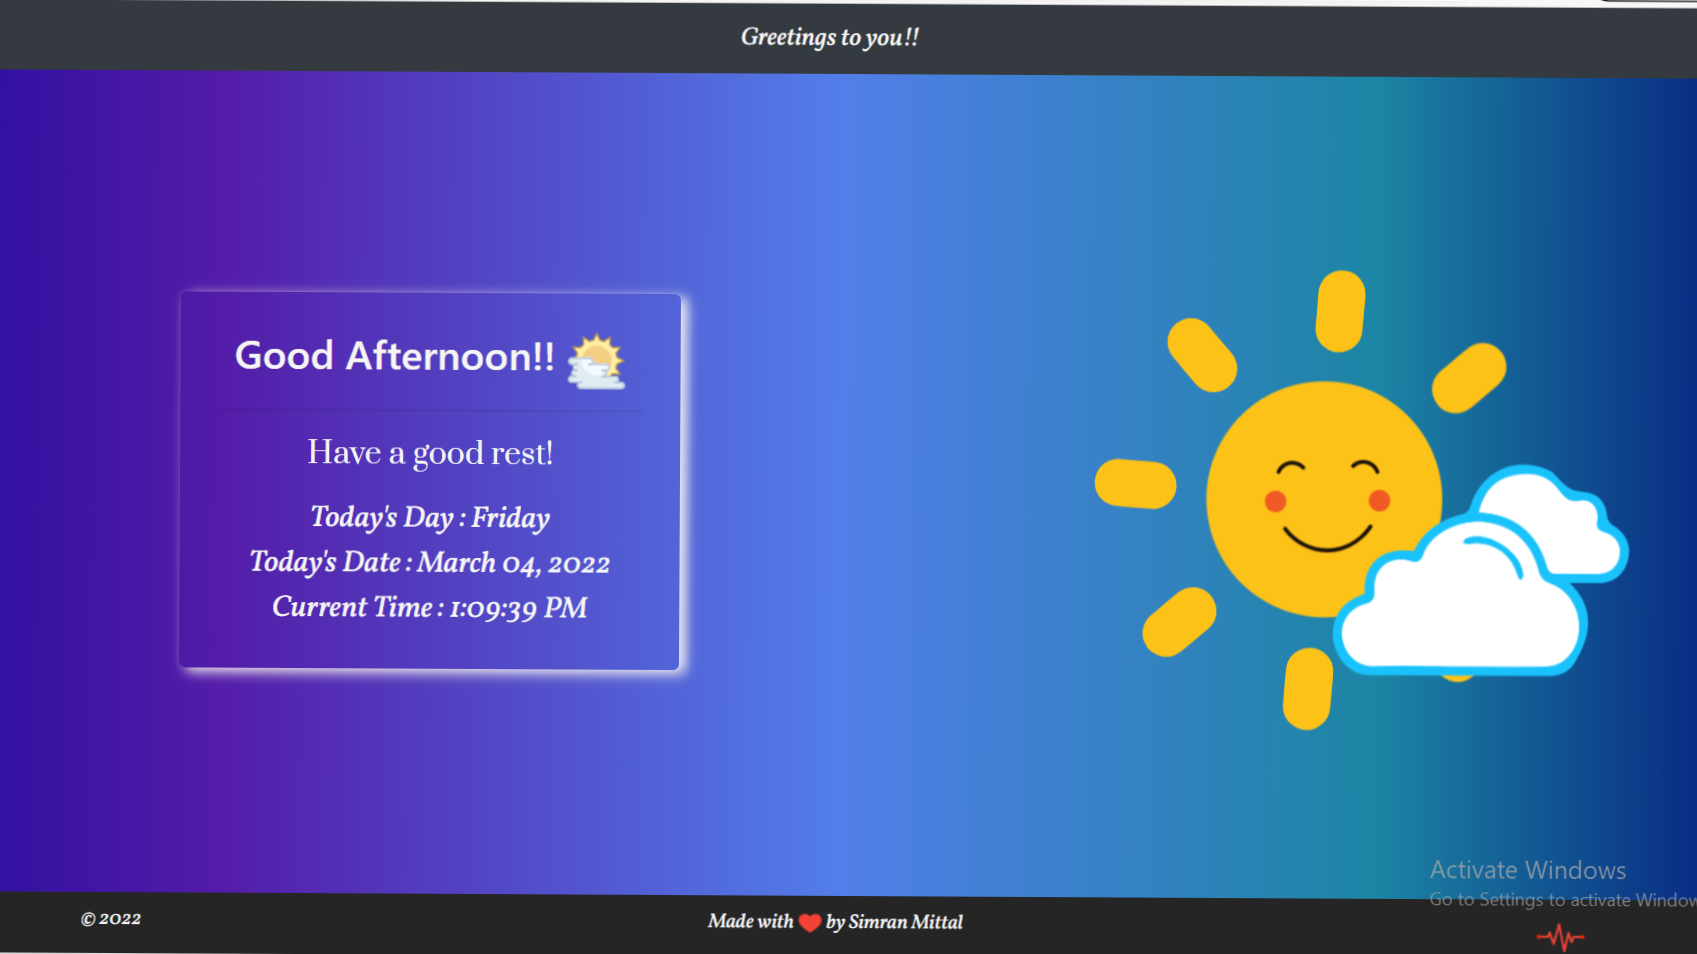 Greetings to you!!
Good Afternoon!!
Have a good rest!
Today's Day : Friday
Today's Date : March 04, 2022
Current Time : 1:09:39 PM
Activate Windows
Go to Settings to activate Window
© 2022
Made with ❤ by Simran Mittal